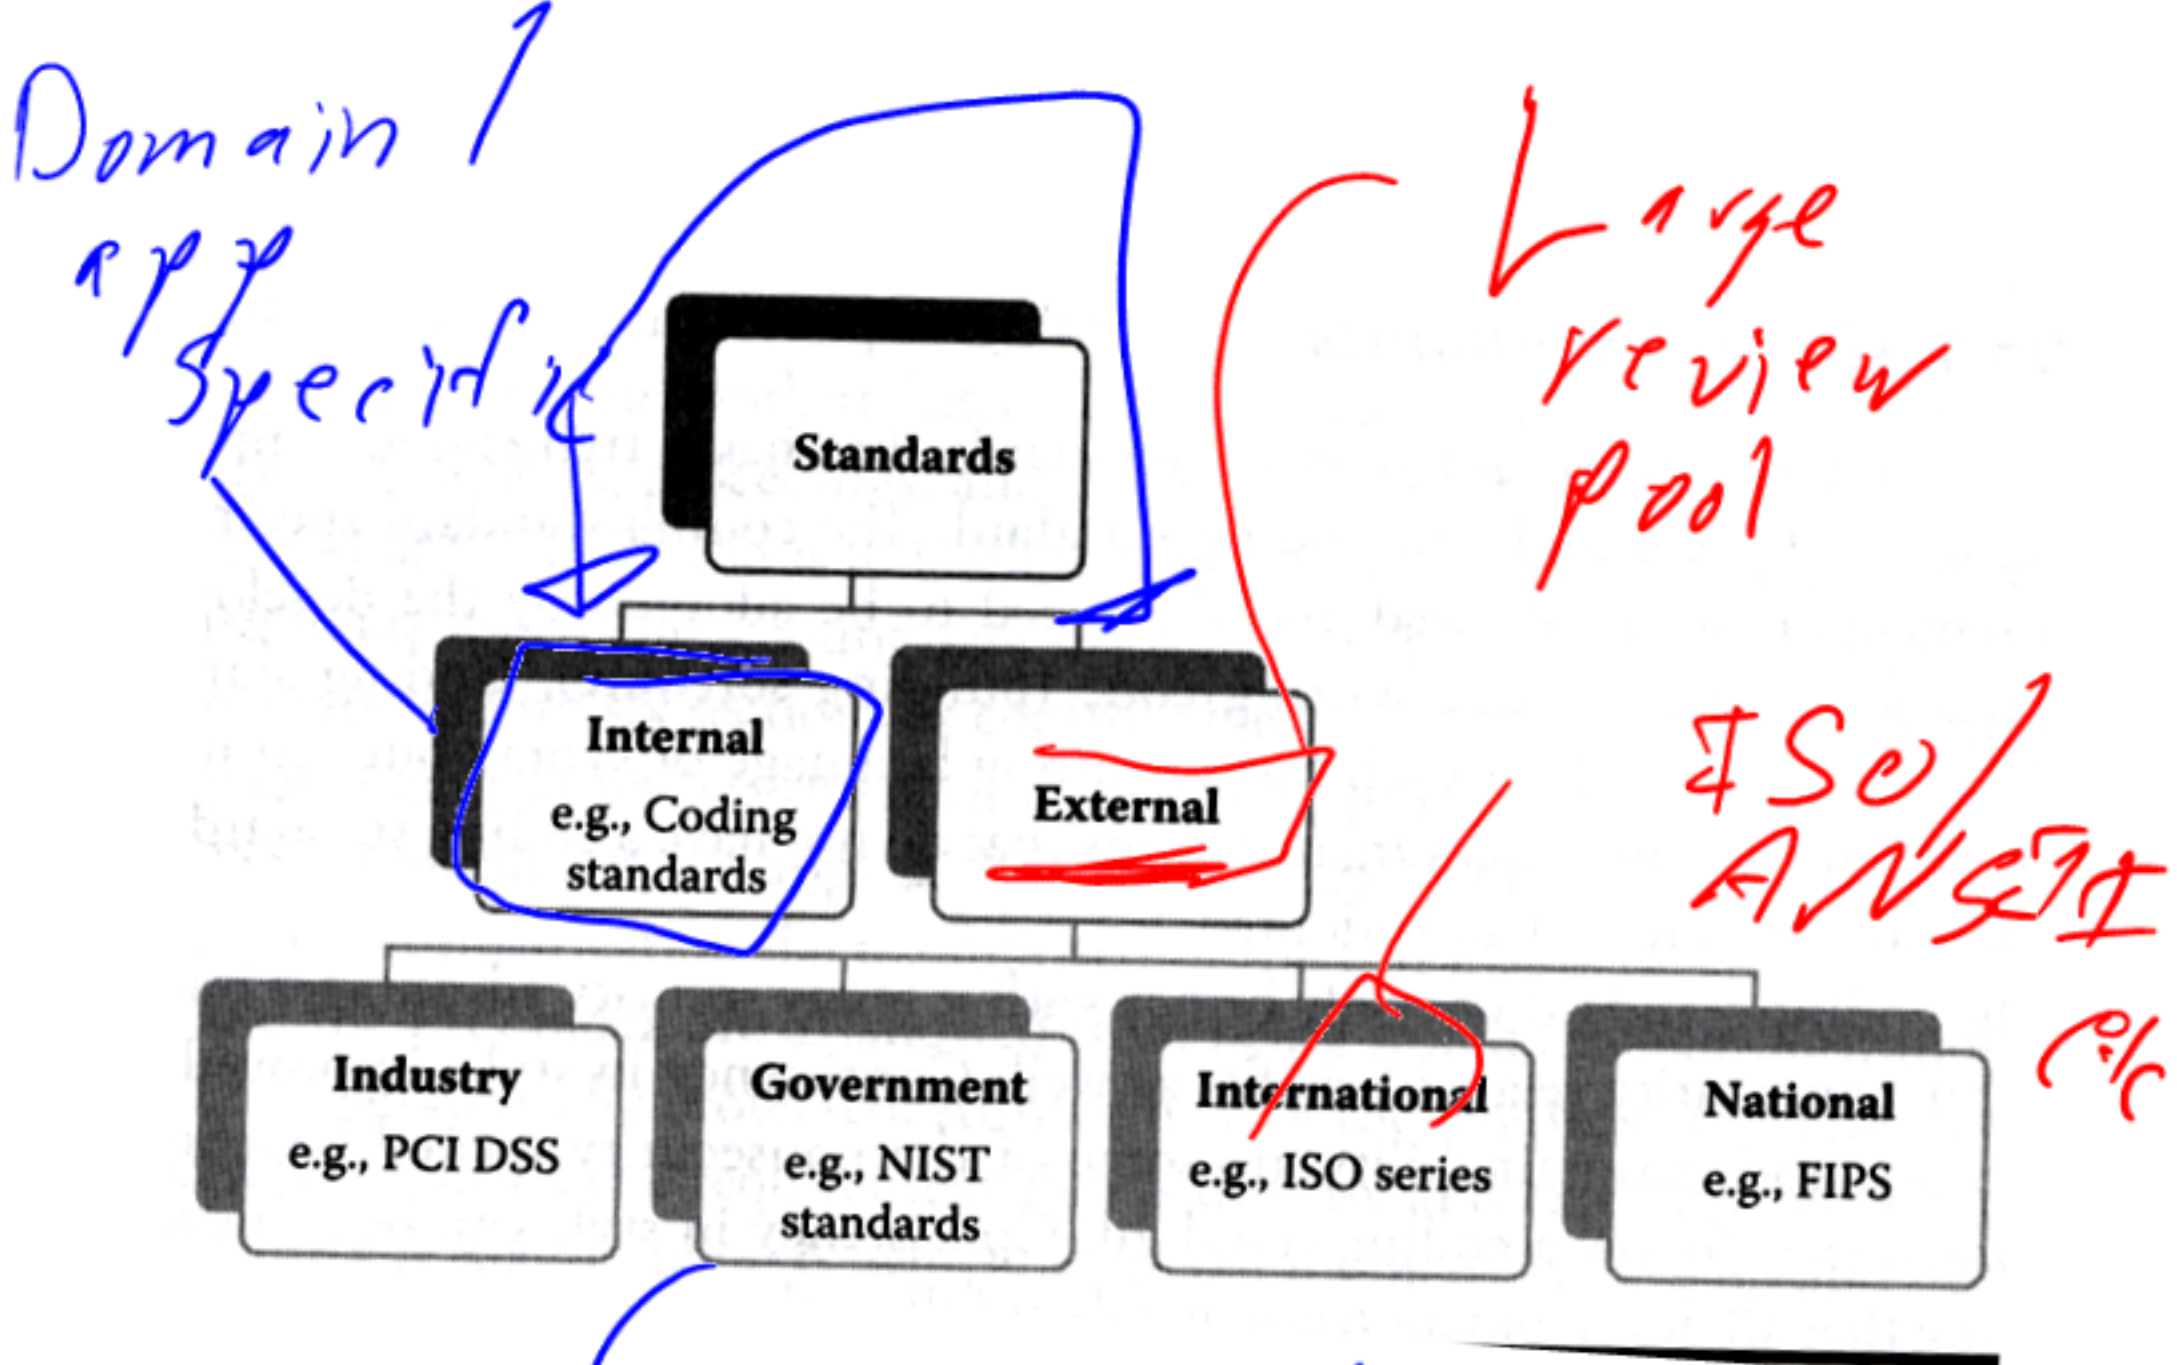 Domain /
app
Specific
Large
review
pool
Standards
Internal
e.g., Coding
standards
External
ISO/
ANSI
Industry
e.g., PCI DSS
Government
e.g., NIST
standards
International
e.g., ISO series
National
e.g., FIPS